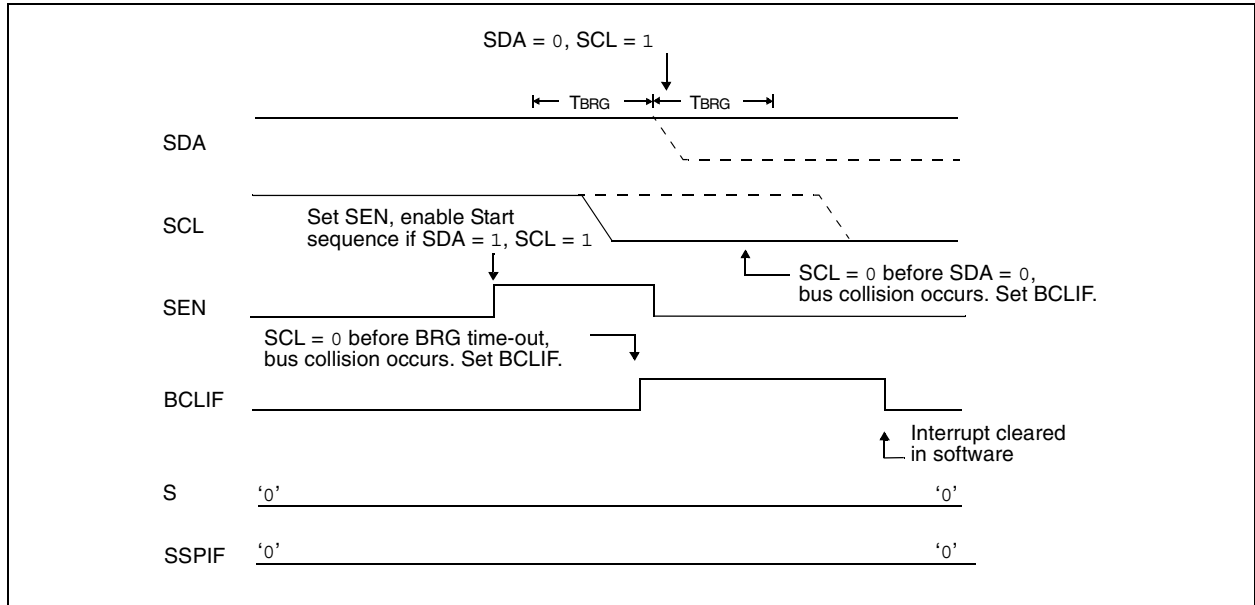 SDA = 0, SCL = 1
TBRG TBRG
SDA
SCL
Set SEN, enable Start
sequence if SDA = 1, SCL = 1
SCL = 0 before SDA = 0,
bus collision occurs. Set BCLIF.
SEN
SCL = 0 before BRG time-out,
bus collision occurs. Set BCLIF.
BCLIF
Interrupt cleared
in software
S ‘0’ ‘0’
SSPIF ‘0’ ‘0’